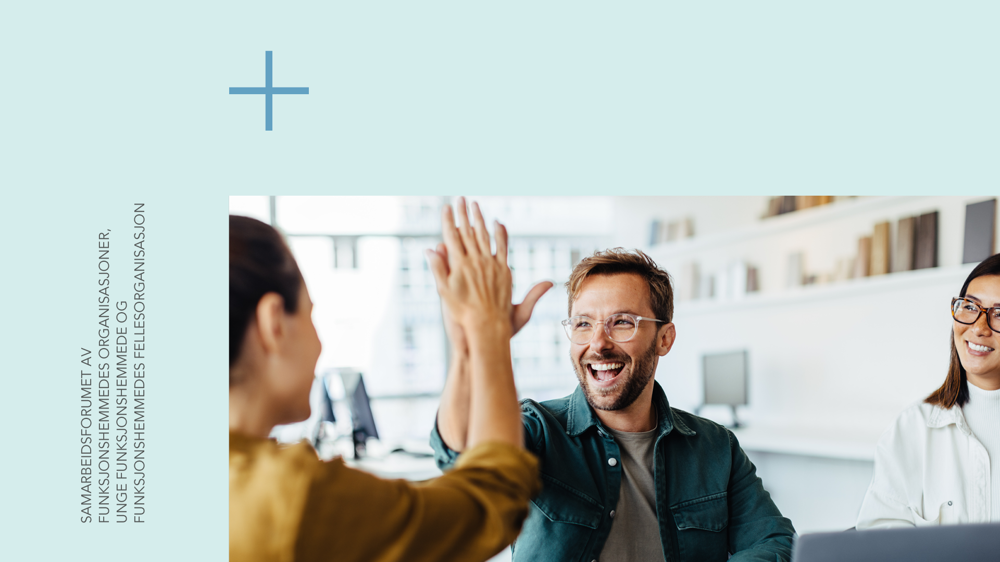 SAMARBEIDSFORUMET AV
FUNKSJONSHEMMEDES ORGANISASJONER,
UNGE FUNKSJONSHEMMEDE OG
FUNKSJONSHEMMEDES FELLESORGANISASJON